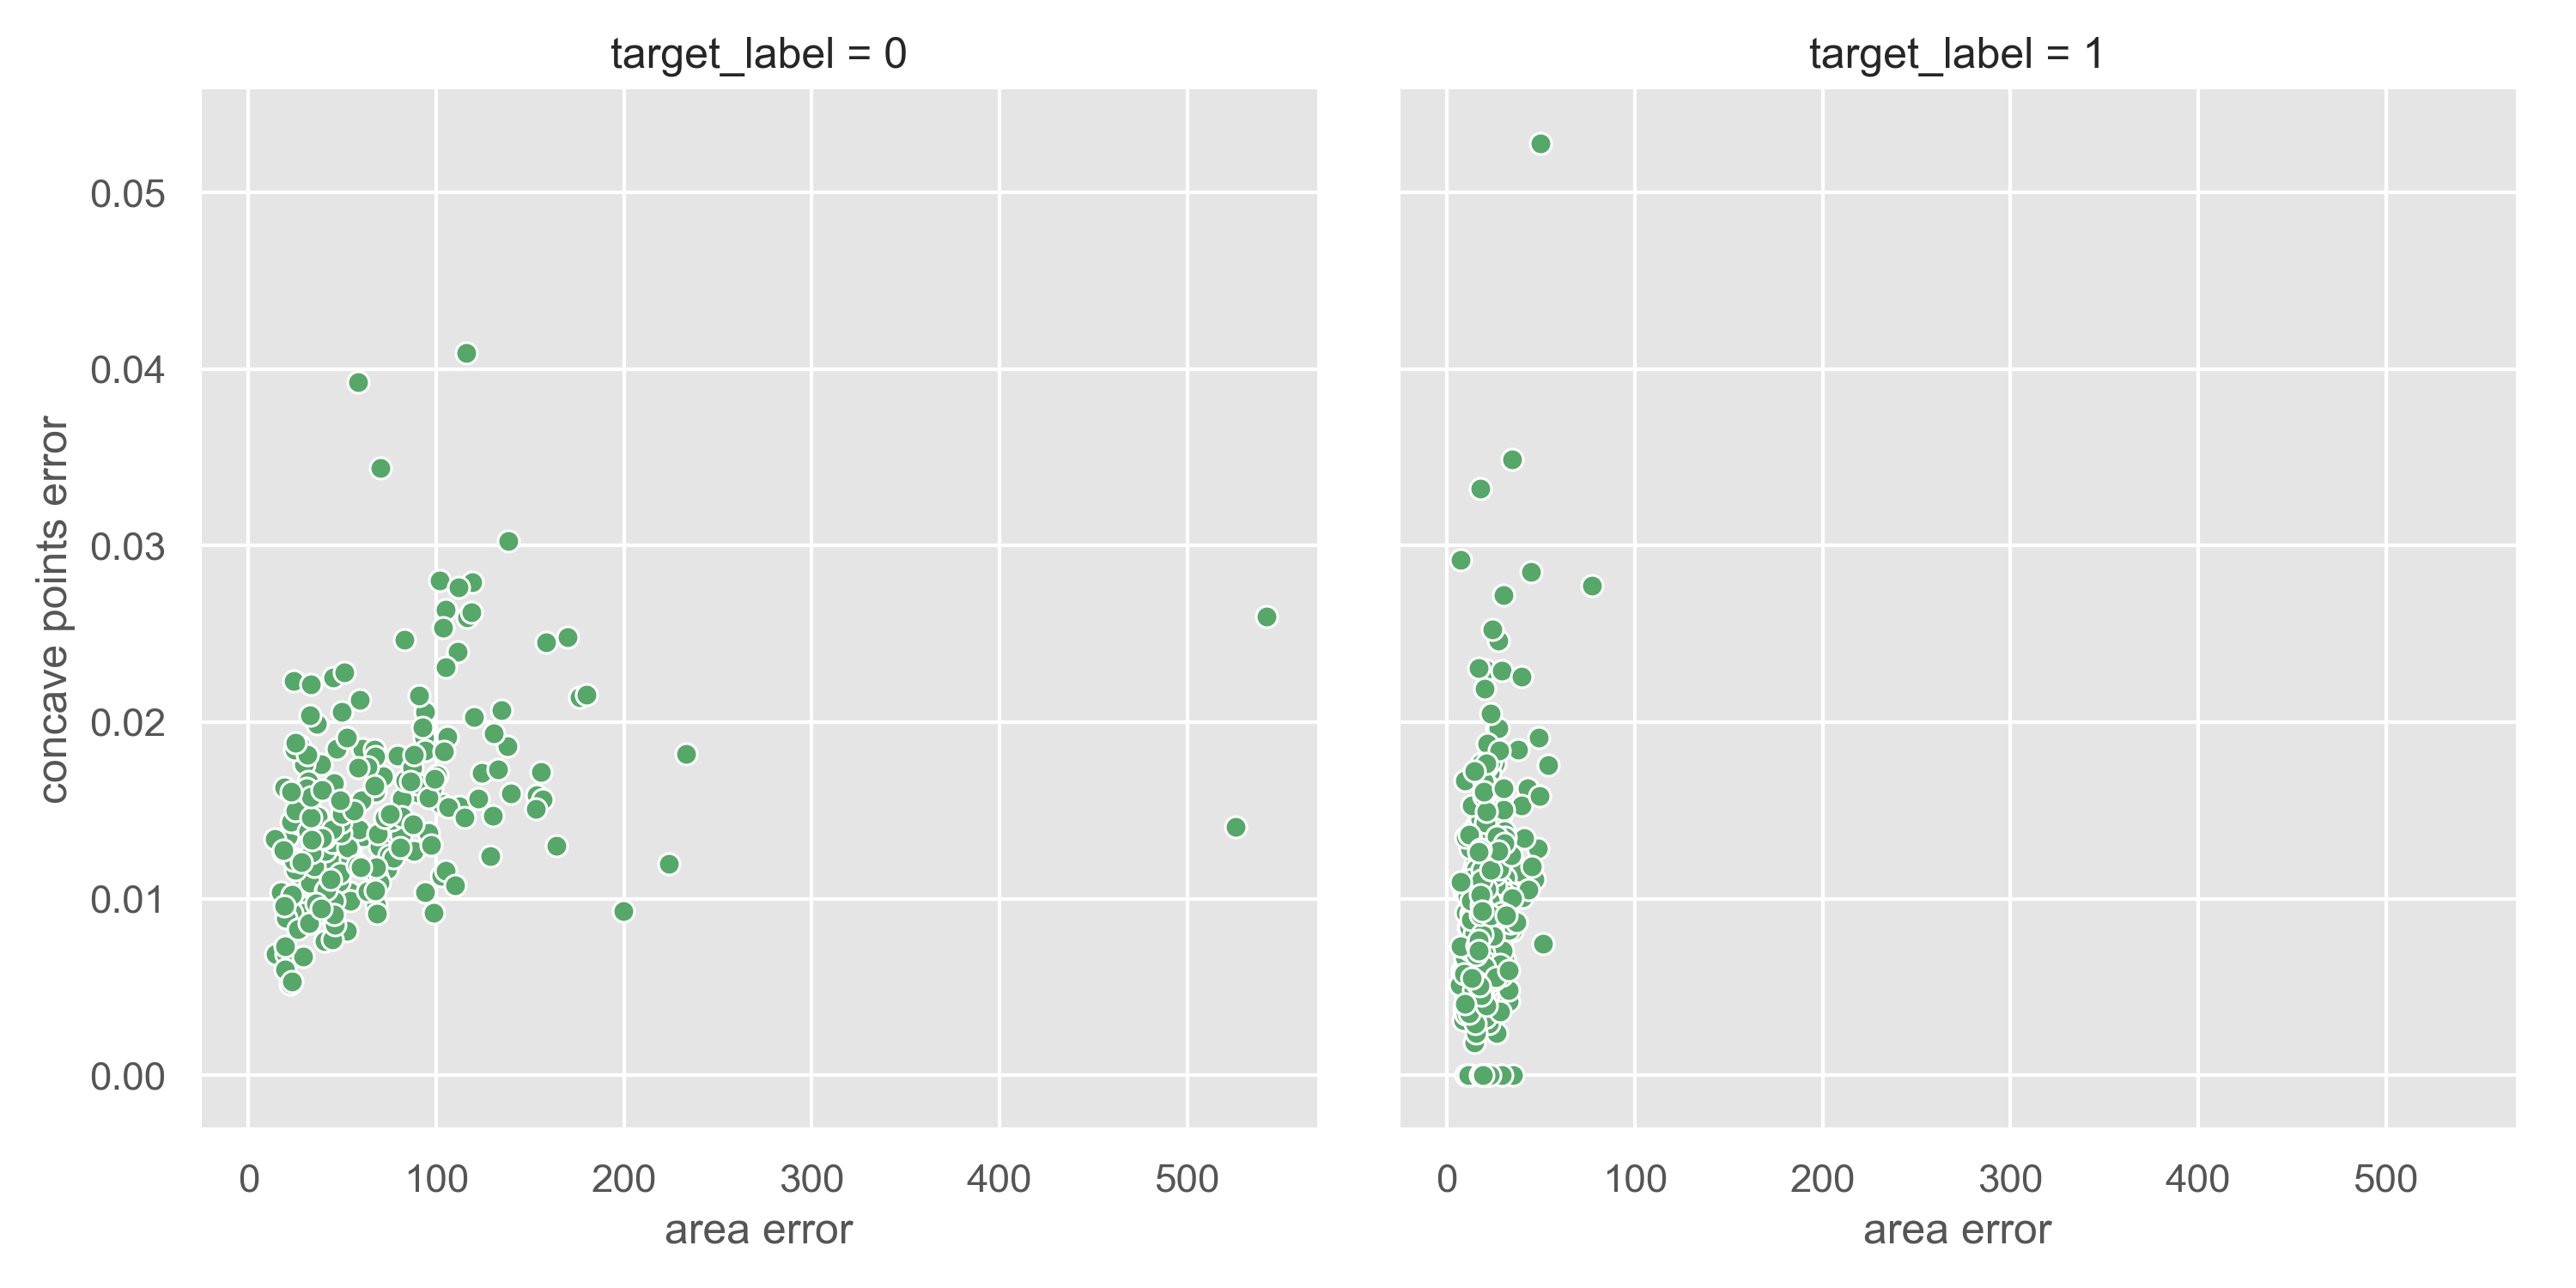 target_label = 0
target_label = 1
concave points error
0.05
0.04
0.03
0.02
0.01
0.00
0 100 200 300 400 500
0 100 200 300 400 500
area error
area error